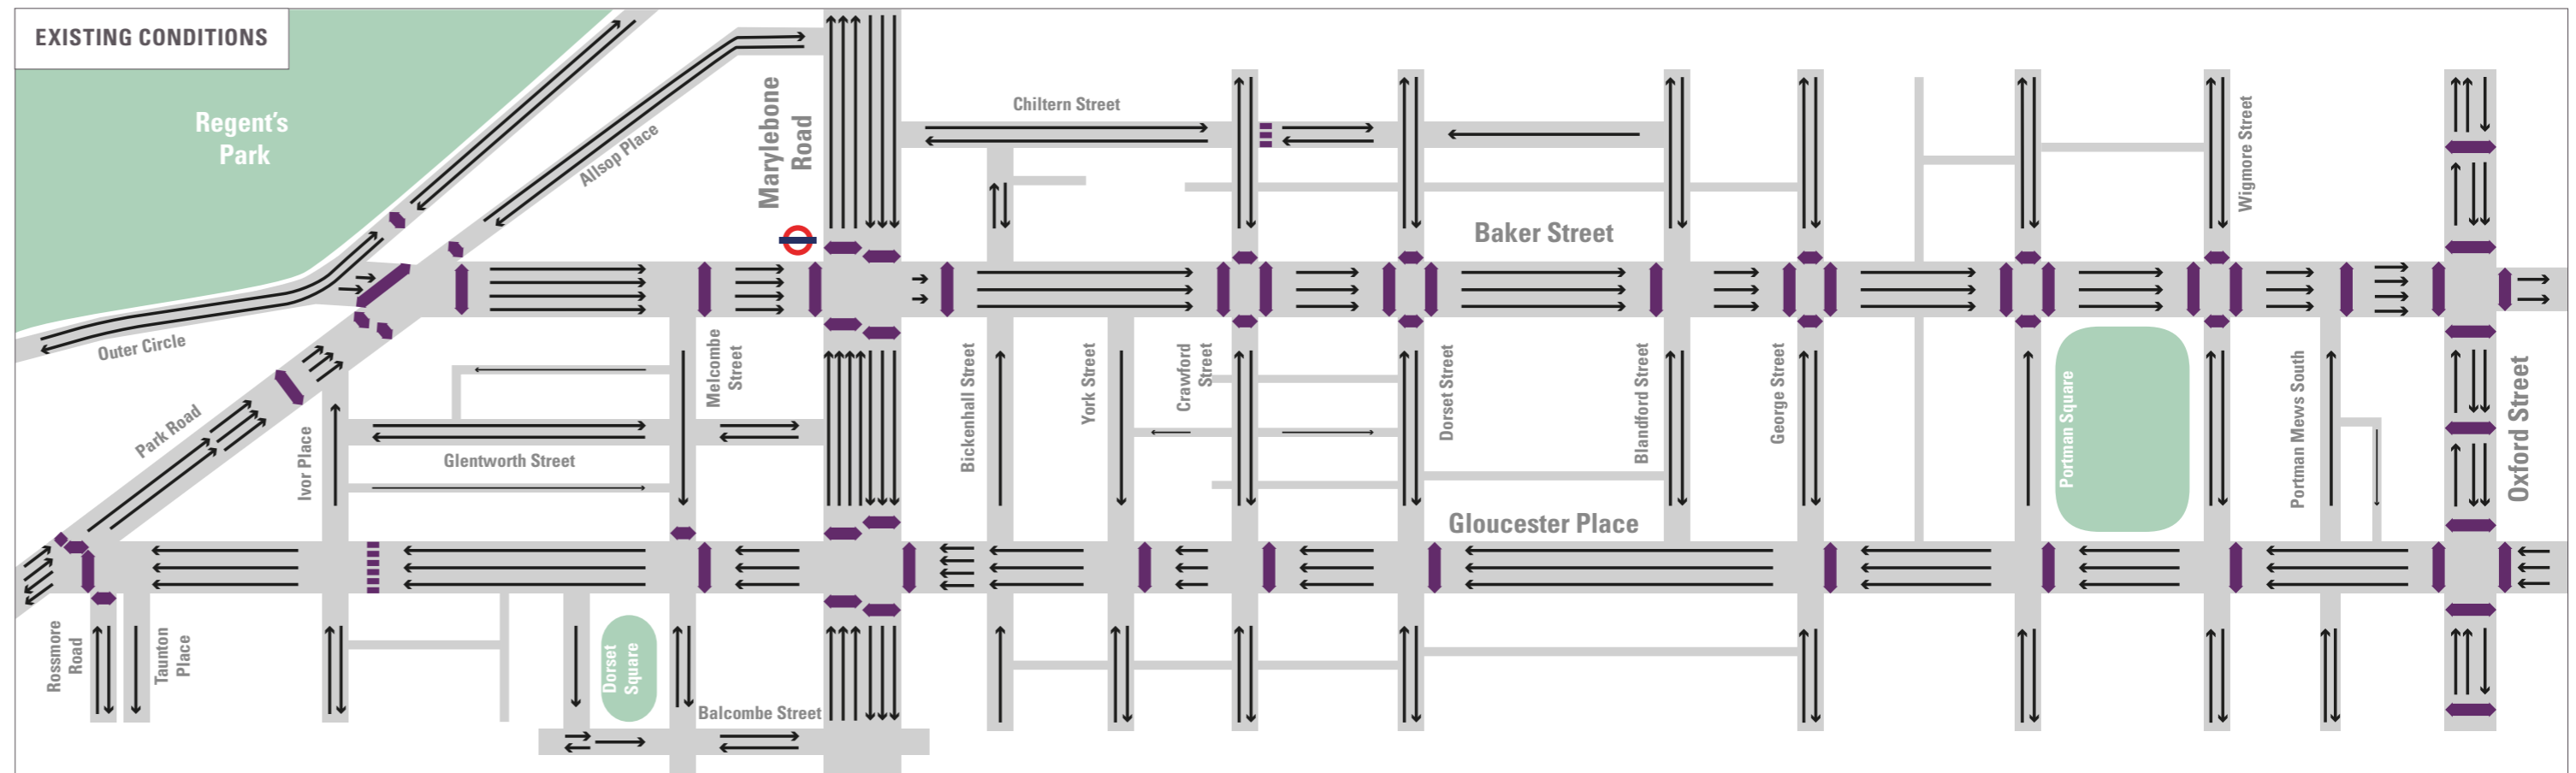 EXISTING CONDITIONS
Regent's
Park
Outer Circle
Allsop Place
Marylebone
Road
Chiltern Street
Wigmore Street
Baker Street
Park Road
Ivor Place
Glentworth Street
Melcombe
Street
Bickenhall Street
York Street
Crawford
Street
Dorset Street
Blandford Street
George Street
Portman Square
Portman Mews South
Oxford Street
Gloucester Place
Rossmore
Road
Taunton
Place
Dorset
Square
Balcombe Street